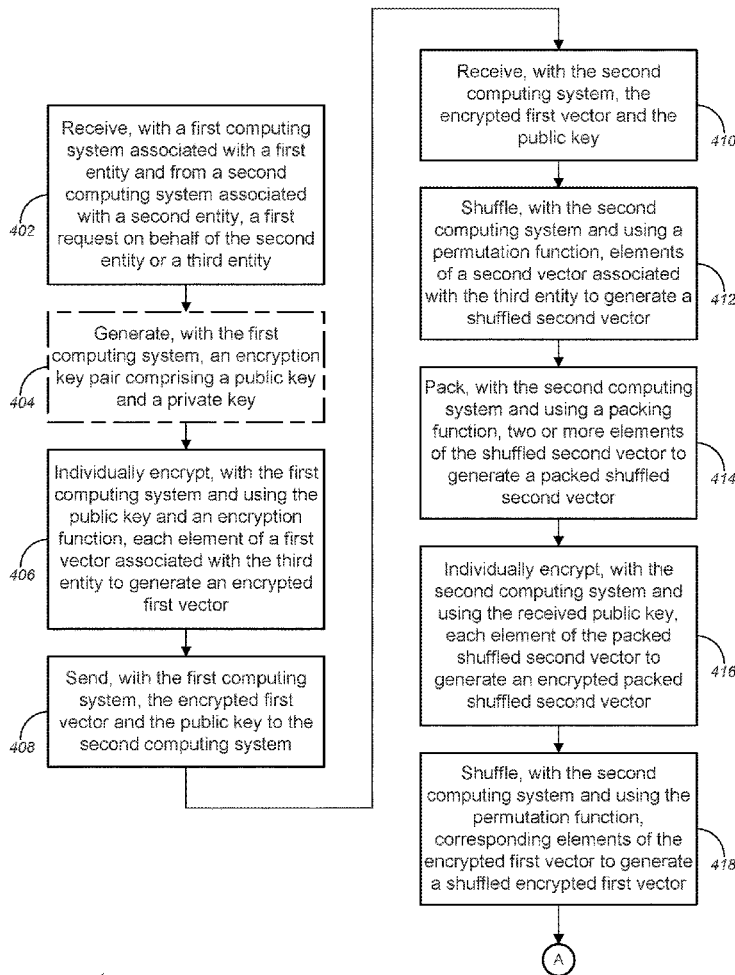 Receive, with a first computing
system associated with a first
entity and from a second
computing system associated
with a second entity, a first
request on behalf of the second
entity or a third entity
402
Generate, with the first
computing system, an encryption
key pair comprising a public key
and a private key
404
Individually encrypt, with the first
computing system and using the
public key and an encryption
function, each element of a first
vector associated with the third
entity to generate an encrypted
first vector
406
Send, with the first computing
system, the encrypted first
vector and the public key to the
second computing system
408
Receive, with the second
computing system, the
encrypted first vector and the
public key
410
Shuffle, with the second
computing system and using a
permutation function, elements
of a second vector associated
with the third entity to generate a
shuffled second vector
412
Pack, with the second computing
system and using a packing
function, two or more elements
of the shuffled second vector to
generate a packed shuffled
second vector
414
Individually encrypt, with the
second computing system and
using the received public key,
each element of the packed
shuffled second vector to
generate an encrypted packed
shuffled second vector
416
Shuffle, with the second
computing system and using the
permutation function,
corresponding elements of the
encrypted first vector to generate
a shuffled encrypted first vector
418
A